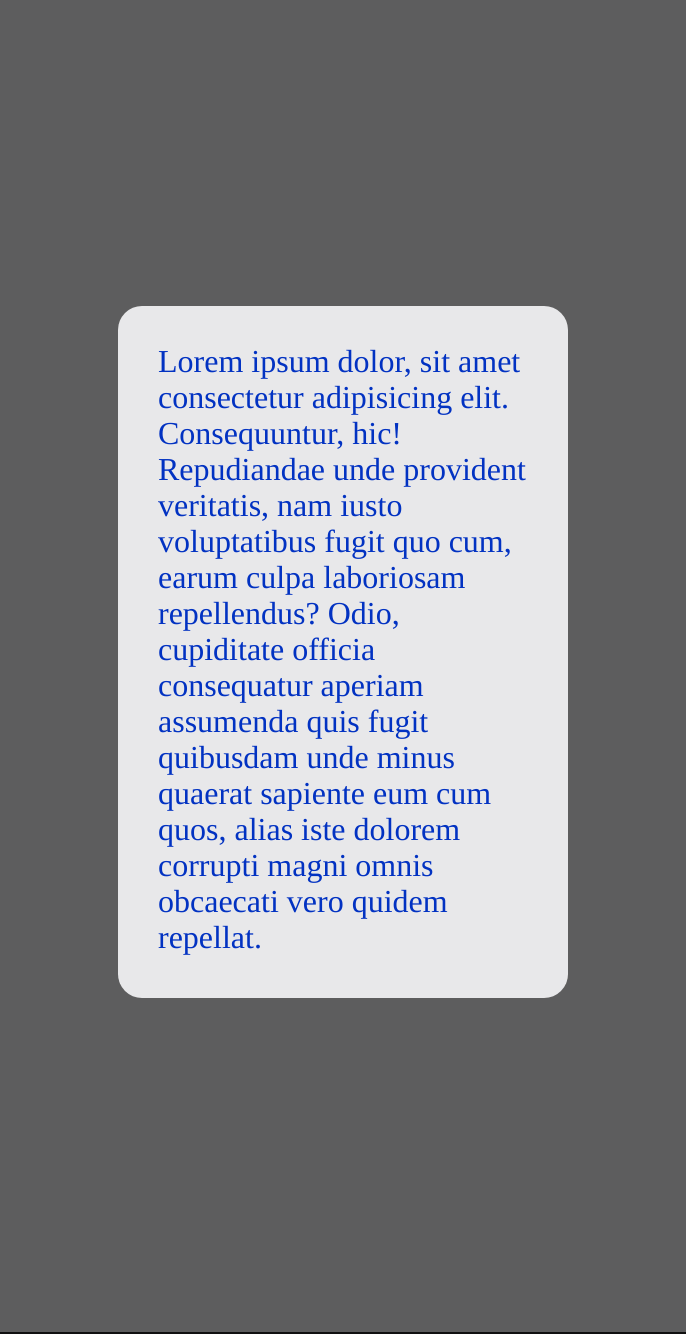 Lorem ipsum dolor, sit amet
consectetur adipisicing elit.
Consequuntur, hic!
Repudiandae unde provident
veritatis, nam iusto
voluptatibus fugit quo cum,
earum culpa laboriosam
repellendus? Odio,
cupiditate officia
consequatur aperiam
assumenda quis fugit
quibusdam unde minus
quaerat sapiente eum cum
quos, alias iste dolorem
corrupti magni omnis
obcaecati vero quidem
repellat.